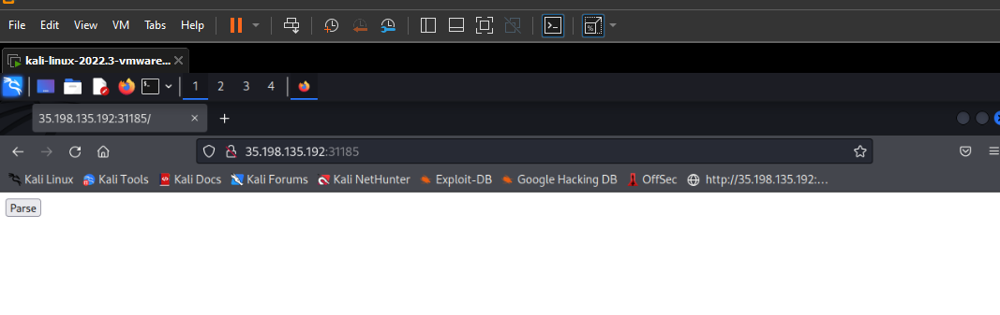 File Edit View VM Tabs Help
kali-linux-2022.3-vmware...
1 2 3 4
35.198.135.192:31185/
35.198.135.192:31185
Kali Linux Kali Tools Kali Docs Kali Forums Kali NetHunter Exploit-DB Google Hacking DB OffSec http://35.198.135.192:...
Parse